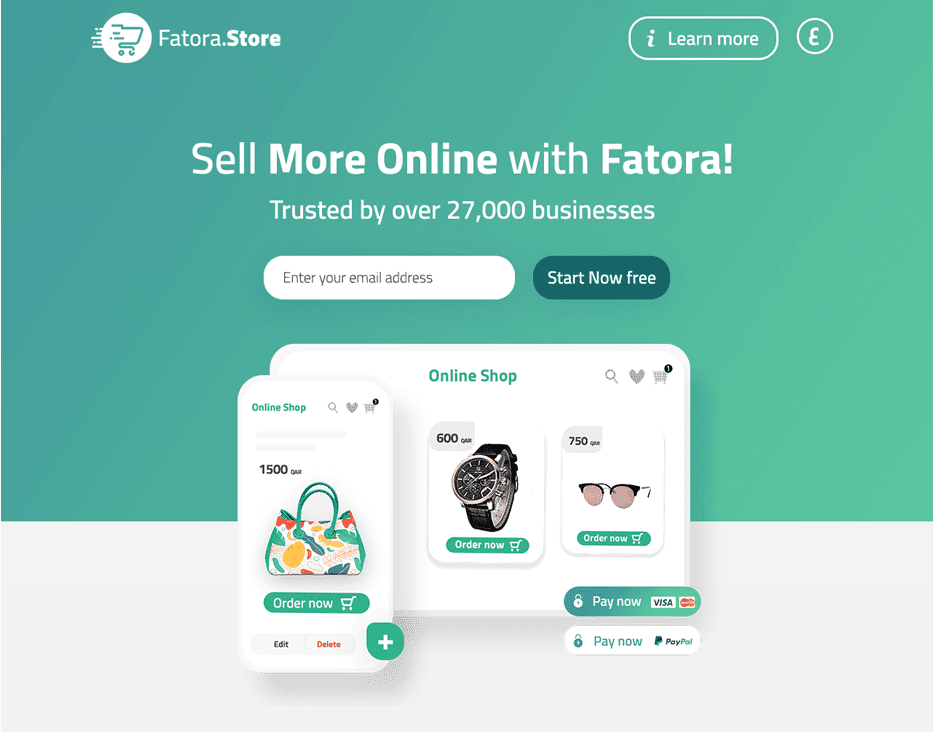 Fatora.Store
i Learn more
ع
Sell More Online with Fatora!
Trusted by over 27,000 businesses
Enter your email address
Start Now free
Online Shop
1
Online Shop
1
600 QAR
750 QAR
1500 QAR
Order now
Order now
Order now
Pay now VISA
Edit
Delete
Pay now PayPal